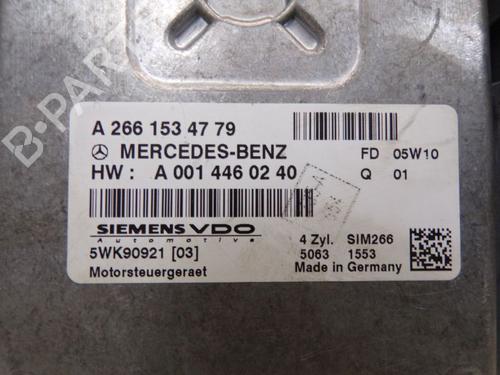 A 266 153 47 79
MERCEDES-BENZ FD 05W10
HW : A 001 446 02 40 Q 01
SIEMENS VDO
Automotive
4 Zyl. SIM266
5WK90921 [03] 5063 1553
Motorsteuergeraet Made in Germany